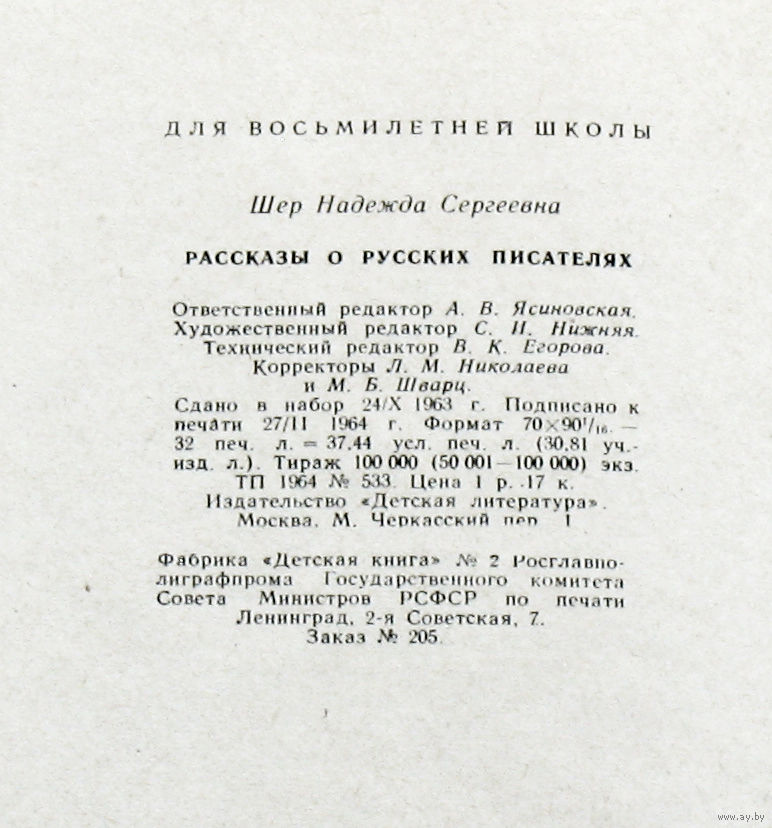 ДЛЯ ВОСЬМИЛЕТНЕЙ ШКОЛЫ
Шер Надежда Сергеевна
РАССКАЗЫ О РУССКИХ ПИСАТЕЛЯХ
Ответственный редактор А. В. Ясиновская.
Художественный редактор С. И. Нижняя.
Технический редактор В. К. Егорова.
Корректоры Л. М. Николаева
и М. Б. Шварц.
Сдано в набор 24/X 1963 г. Подписано к
печати 27/II 1964 г. Формат 70×90¹/₁₆. —
32 печ. л. = 37,44 усл. печ. л. (30,81 уч.-
изд. л.). Тираж 100 000 (50 001—100 000) экз.
ТП 1964 № 533. Цена 1 р. 17 к.
Издательство «Детская литература».
Москва, М. Черкасский пер. 1
Фабрика «Детская книга» № 2 Росглавпо-
лиграфпрома Государственного комитета
Совета Министров РСФСР по печати
Ленинград, 2-я Советская, 7.
Заказ № 205.
www.ay.by